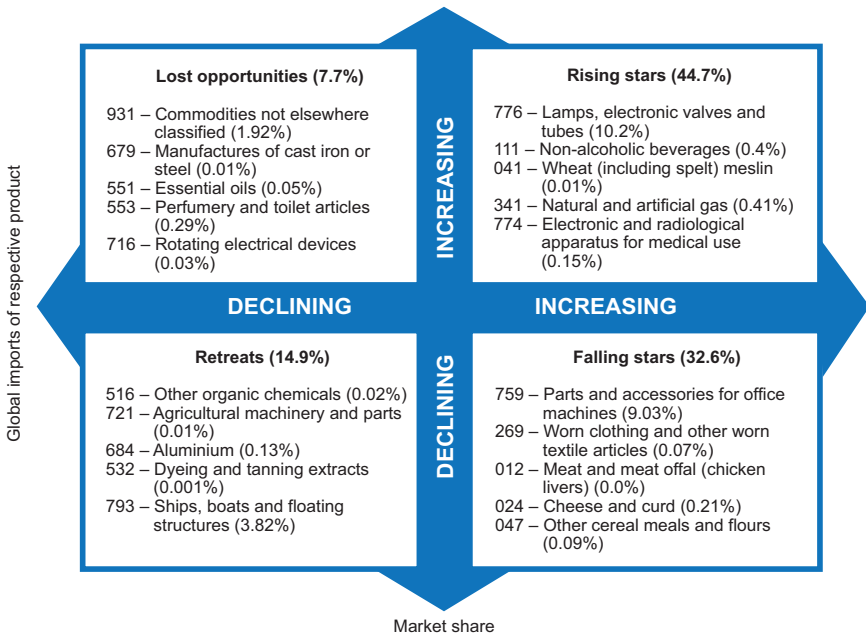 Lost opportunities (7.7%)
931 – Commodities not elsewhere
classified (1.92%)
679 – Manufactures of cast iron or
steel (0.01%)
551 – Essential oils (0.05%)
553 – Perfumery and toilet articles
(0.29%)
716 – Rotating electrical devices
(0.03%)
INCREASING
Rising stars (44.7%)
776 – Lamps, electronic valves and
tubes (10.2%)
111 – Non-alcoholic beverages (0.4%)
041 – Wheat (including spelt) meslin
(0.01%)
341 – Natural and artificial gas (0.41%)
774 – Electronic and radiological
apparatus for medical use
(0.15%)
Global imports of respective product
DECLINING
INCREASING
Retreats (14.9%)
516 – Other organic chemicals (0.02%)
721 – Agricultural machinery and parts
(0.01%)
684 – Aluminium (0.13%)
532 – Dyeing and tanning extracts
(0.001%)
793 – Ships, boats and floating
structures (3.82%)
DECLINING
Falling stars (32.6%)
759 – Parts and accessories for office
machines (9.03%)
269 – Worn clothing and other worn
textile articles (0.07%)
012 – Meat and meat offal (chicken
livers) (0.0%)
024 – Cheese and curd (0.21%)
047 – Other cereal meals and flours
(0.09%)
Market share